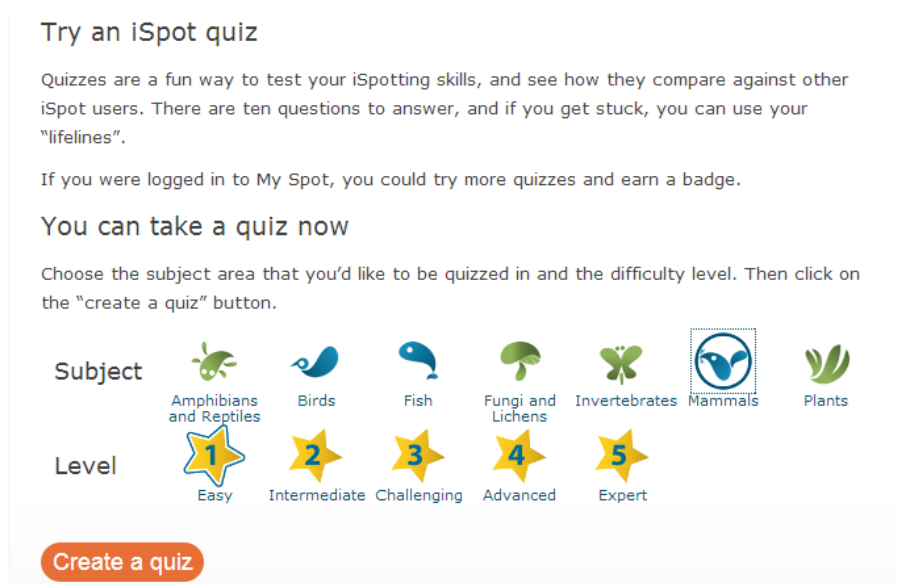 Try an iSpot quiz
Quizzes are a fun way to test your iSpotting skills, and see how they compare against other
iSpot users. There are ten questions to answer, and if you get stuck, you can use your
“lifelines”.
If you were logged in to My Spot, you could try more quizzes and earn a badge.
You can take a quiz now
Choose the subject area that you’d like to be quizzed in and the difficulty level. Then click on
the “create a quiz” button.
Subject
Amphibians and Reptiles
Birds
Fish
Fungi and Lichens
Invertebrates
Mammals
Plants
Level
1
Easy
2
Intermediate
3
Challenging
4
Advanced
5
Expert
Create a quiz